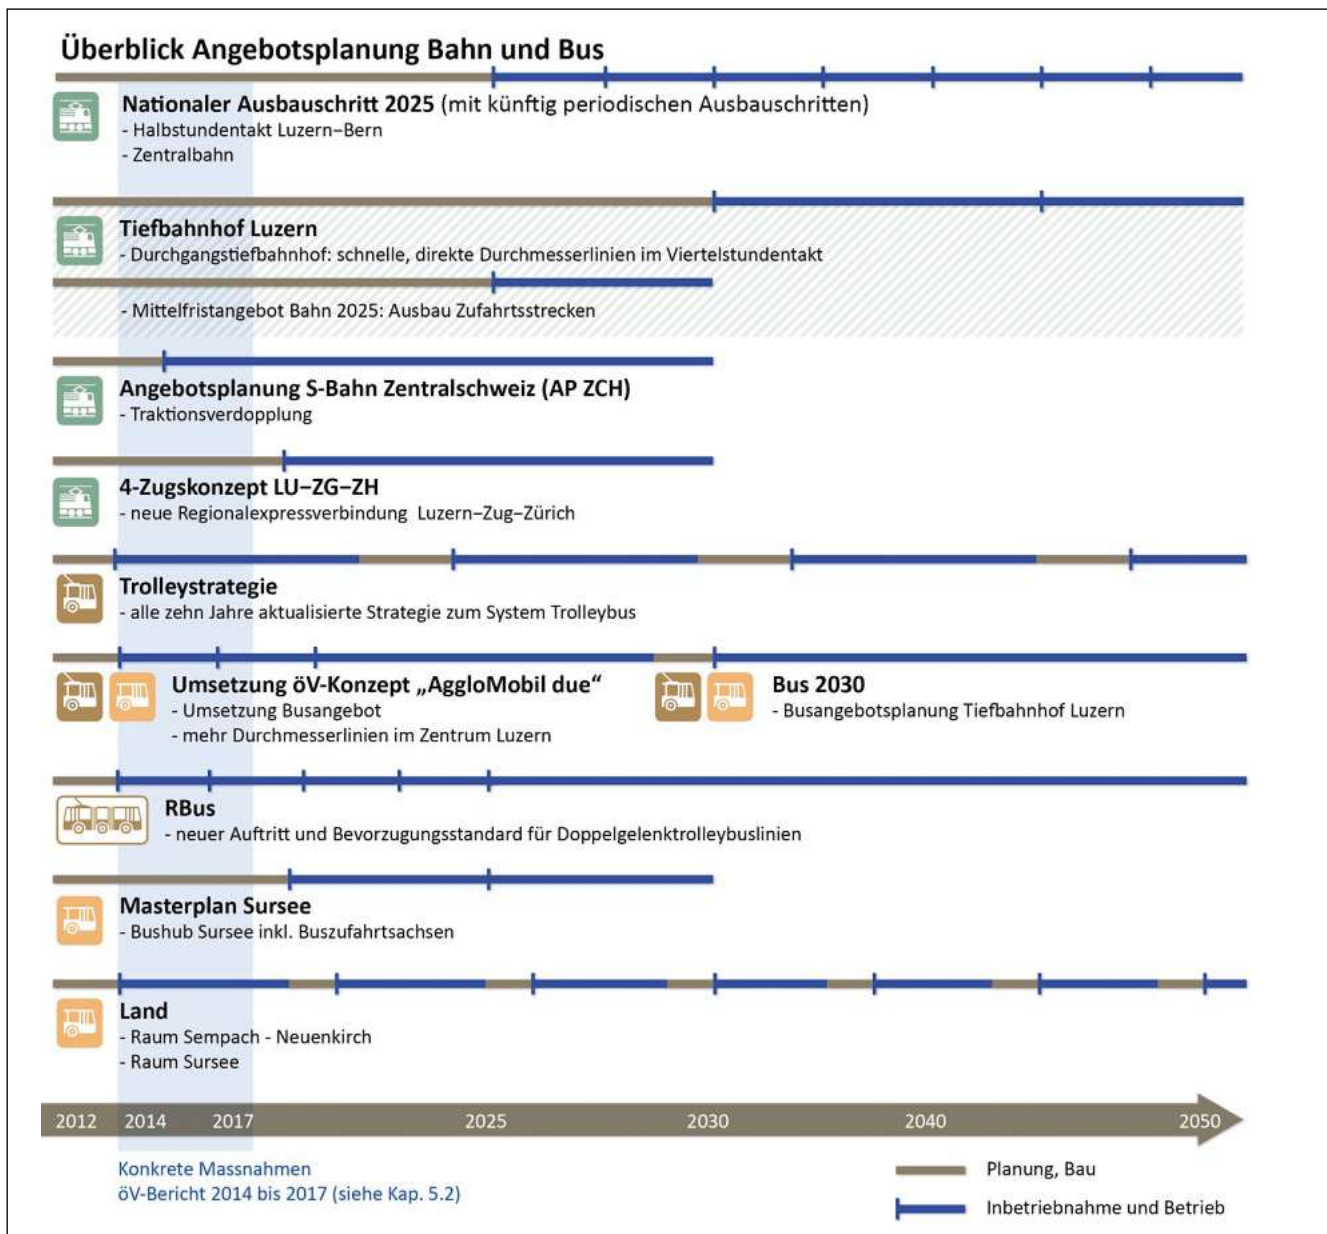 Überblick Angebotsplanung Bahn und Bus
Nationaler Ausbauschritt 2025 (mit künftig periodischen Ausbauschritten)
- Halbstundentakt Luzern–Bern
- Zentralbahn
Tiefbahnhof Luzern
- Durchgangstiefbahnhof: schnelle, direkte Durchmesserlinien im Viertelstundentakt
- Mittelfristangebot Bahn 2025: Ausbau Zufahrtsstrecken
Angebotsplanung S-Bahn Zentralschweiz (AP ZCH)
- Traktionsverdopplung
4-Zugskonzept LU–ZG–ZH
- neue Regionalexpressverbindung Luzern–Zug–Zürich
Trolleystrategie
- alle zehn Jahre aktualisierte Strategie zum System Trolleybus
Umsetzung öV-Konzept „AggloMobil due“
- Umsetzung Busangebot
- mehr Durchmesserlinien im Zentrum Luzern
Bus 2030
- Busangebotsplanung Tiefbahnhof Luzern
RBus
- neuer Auftritt und Bevorzugungsstandard für Doppelgelenktrolleybuslinien
Masterplan Sursee
- Bushub Sursee inkl. Buszufahrtsachsen
Land
- Raum Sempach - Neuenkirch
- Raum Sursee
2012 2014 2017 2025 2030 2040 2050
Konkrete Massnahmen
öV-Bericht 2014 bis 2017 (siehe Kap. 5.2)
Planung, Bau
Inbetriebnahme und Betrieb